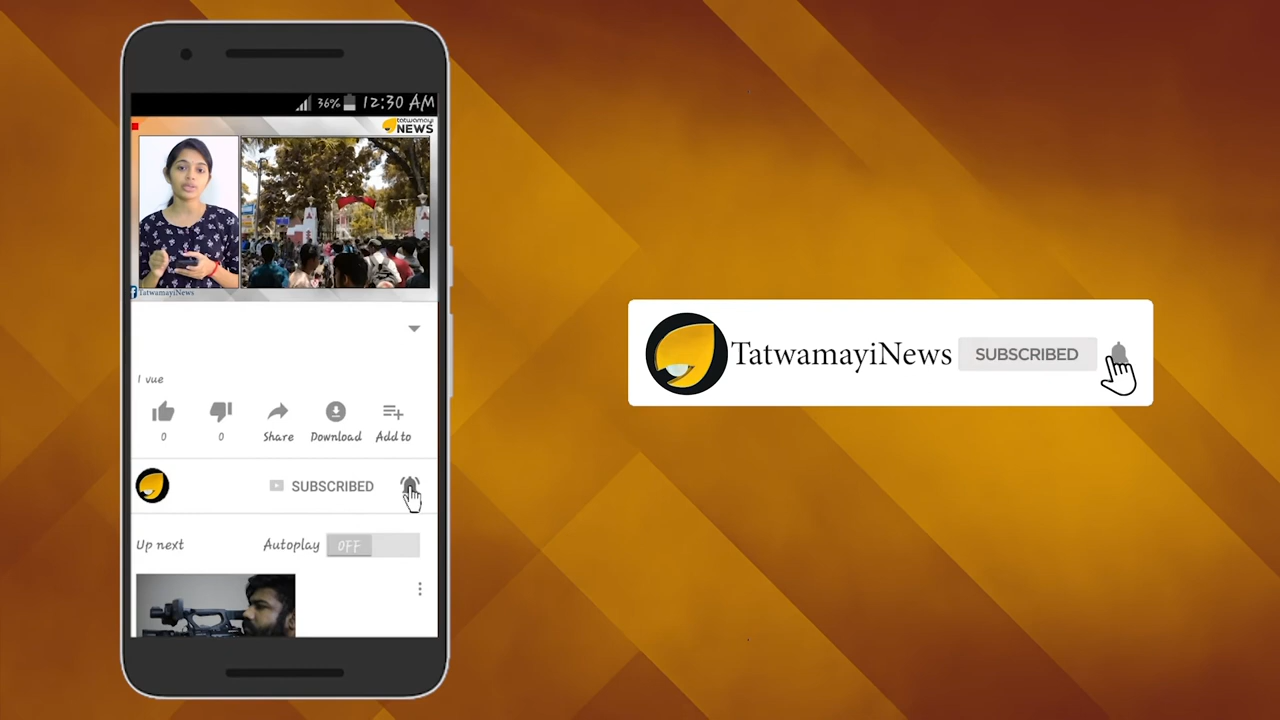 36% 12:30 AM
tatwamayi
NEWS
TatwamayiNews
1 vue
0 0 Share Download Add to
SUBSCRIBED
Up next Autoplay OFF
TatwamayiNews SUBSCRIBED